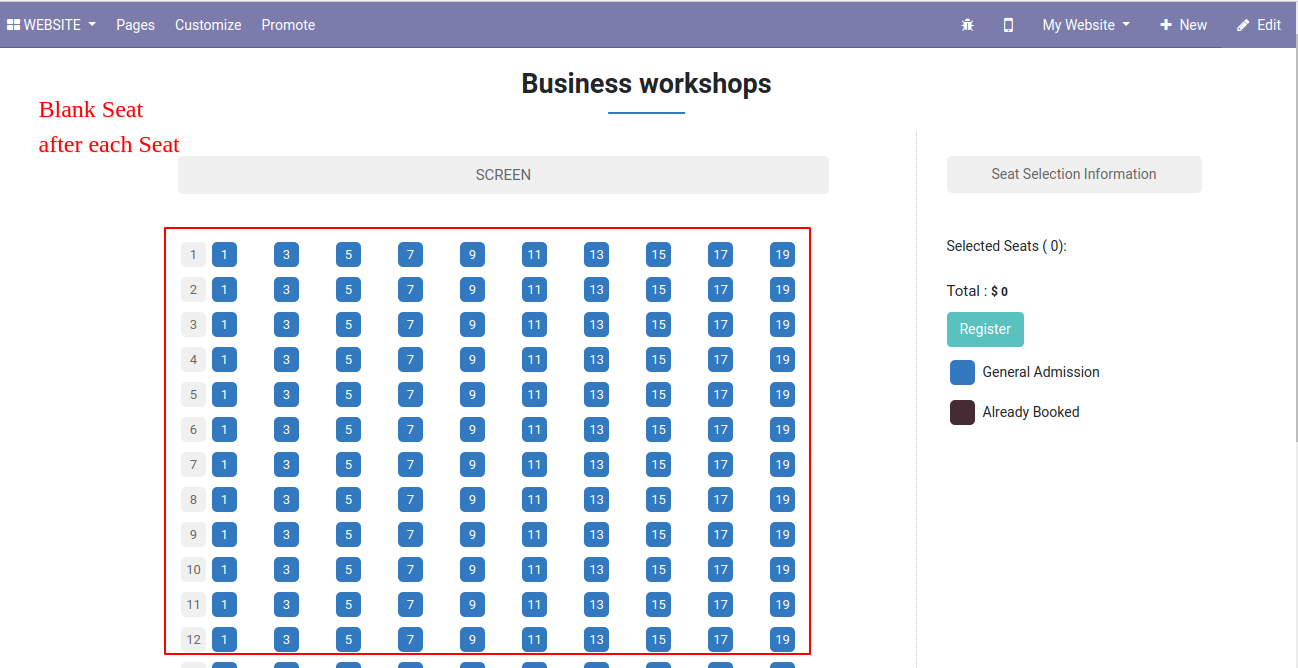 WEBSITE Pages Customize Promote My Website New Edit
Business workshops
Blank Seat
after each Seat
SCREEN
1 1 3 5 7 9 11 13 15 17 19
2 1 3 5 7 9 11 13 15 17 19
3 1 3 5 7 9 11 13 15 17 19
4 1 3 5 7 9 11 13 15 17 19
5 1 3 5 7 9 11 13 15 17 19
6 1 3 5 7 9 11 13 15 17 19
7 1 3 5 7 9 11 13 15 17 19
8 1 3 5 7 9 11 13 15 17 19
9 1 3 5 7 9 11 13 15 17 19
10 1 3 5 7 9 11 13 15 17 19
11 1 3 5 7 9 11 13 15 17 19
12 1 3 5 7 9 11 13 15 17 19
Seat Selection Information
Selected Seats ( 0):
Total : $ 0
Register
General Admission
Already Booked